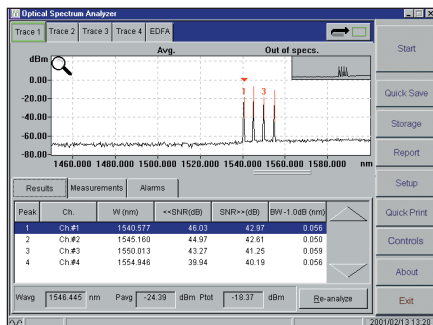 Optical Spectrum Analyzer
Trace 1 Trace 2 Trace 3 Trace 4 EDFA
Avg. Out of specs.
dBm
0.00
-20.00
-40.00
-60.00
-80.00
1 3
1460.000 1480.000 1500.000 1520.000 1540.000 1560.000 1580.000 nm
Results Measurements Alarms
Peak Ch. W (nm) <<SNR(dB) SNR>>(dB) BW-1.0dB (nm)
1 Ch.#1 1540.577 46.03 42.97 0.056
2 Ch.#2 1545.160 44.97 42.61 0.050
3 Ch.#3 1550.013 43.27 41.25 0.059
4 Ch.#4 1554.946 39.94 40.19 0.056
Wavg 1546.445 nm Pavg -24.39 dBm Ptot -18.37 dBm Re-analyze
Start
Quick Save
Storage
Report
Setup
Quick Print
Controls
About
Exit
2001/02/13 13:20